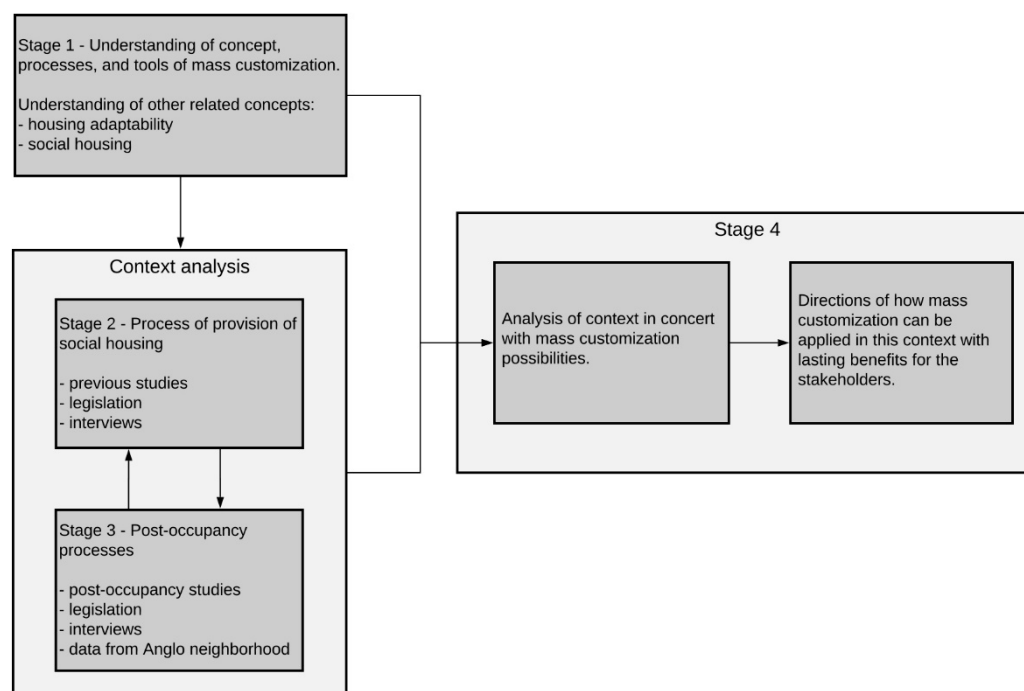 Stage 1 - Understanding of concept,
processes, and tools of mass customization.
Understanding of other related concepts:
- housing adaptability
- social housing
Context analysis
Stage 2 - Process of provision of
social housing
- previous studies
- legislation
- interviews
Stage 3 - Post-occupancy
processes
- post-occupancy studies
- legislation
- interviews
- data from Anglo neighborhood
Stage 4
Analysis of context in concert
with mass customization
possibilities.
Directions of how mass
customization can be
applied in this context with
lasting benefits for the
stakeholders.